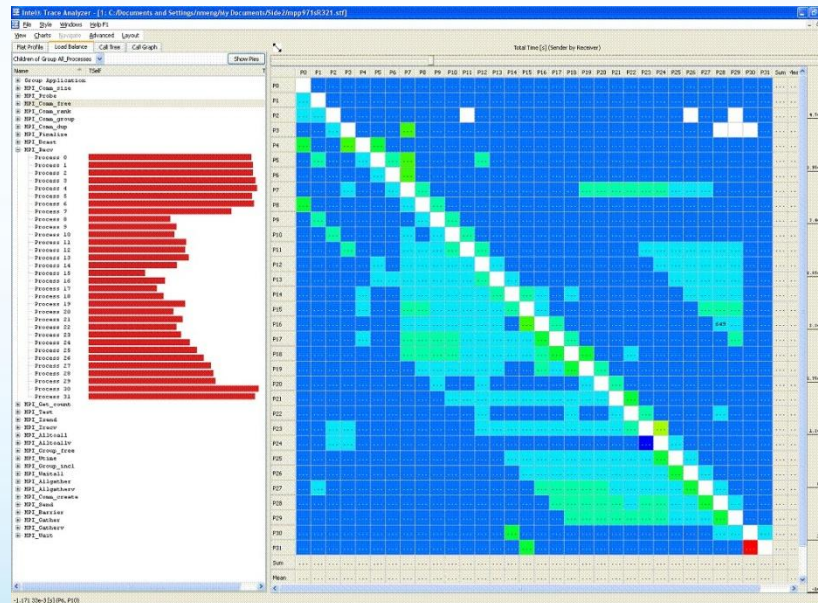 Intel® Trace Analyzer - [1: C:/Documents and Settings/nmeng/My Documents/Side2/mpp971sR321.stf]
File Style Windows Help F1
View Charts Navigate Advanced Layout
Flat Profile Load Balance Call Tree Call Graph
Children of Group All_Processes Show Pies
Name TSelf
Total Time [s] (Sender by Receiver)
P0 P1 P2 P3 P4 P5 P6 P7 P8 P9 P10 P11 P12 P13 P14 P15 P16 P17 P18 P19 P20 P21 P22 P23 P24 P25 P26 P27 P28 P29 P30 P31 Sum
Group Application
MPI_Comm_size
MPI_Probe
MPI_Comm_free
MPI_Comm_rank
MPI_Comm_group
MPI_Comm_dup
MPI_Finalize
MPI_Bcast
MPI_Recv
Process 0
Process 1
Process 2
Process 3
Process 4
Process 5
Process 6
Process 7
Process 8
Process 9
Process 10
Process 11
Process 12
Process 13
Process 14
Process 15
Process 16
Process 17
Process 18
Process 19
Process 20
Process 21
Process 22
Process 23
Process 24
Process 25
Process 26
Process 27
Process 28
Process 29
Process 30
Process 31
MPI_Get_count
MPI_Test
MPI_Isend
MPI_Irecv
MPI_Alltoall
MPI_Alltoallv
MPI_Group_free
MPI_Wtime
MPI_Group_incl
MPI_Waitall
MPI_Allgather
MPI_Allgatherv
MPI_Comm_create
MPI_Send
MPI_Barrier
MPI_Gather
MPI_Gatherv
MPI_Wait
P0
P1
P2
P3
P4
P5
P6
P7
P8
P9
P10
P11
P12
P13
P14
P15
P16
P17
P18
P19
P20
P21
P22
P23
P24
P25
P26
P27
P28
P29
P30
P31
Sum
Mean